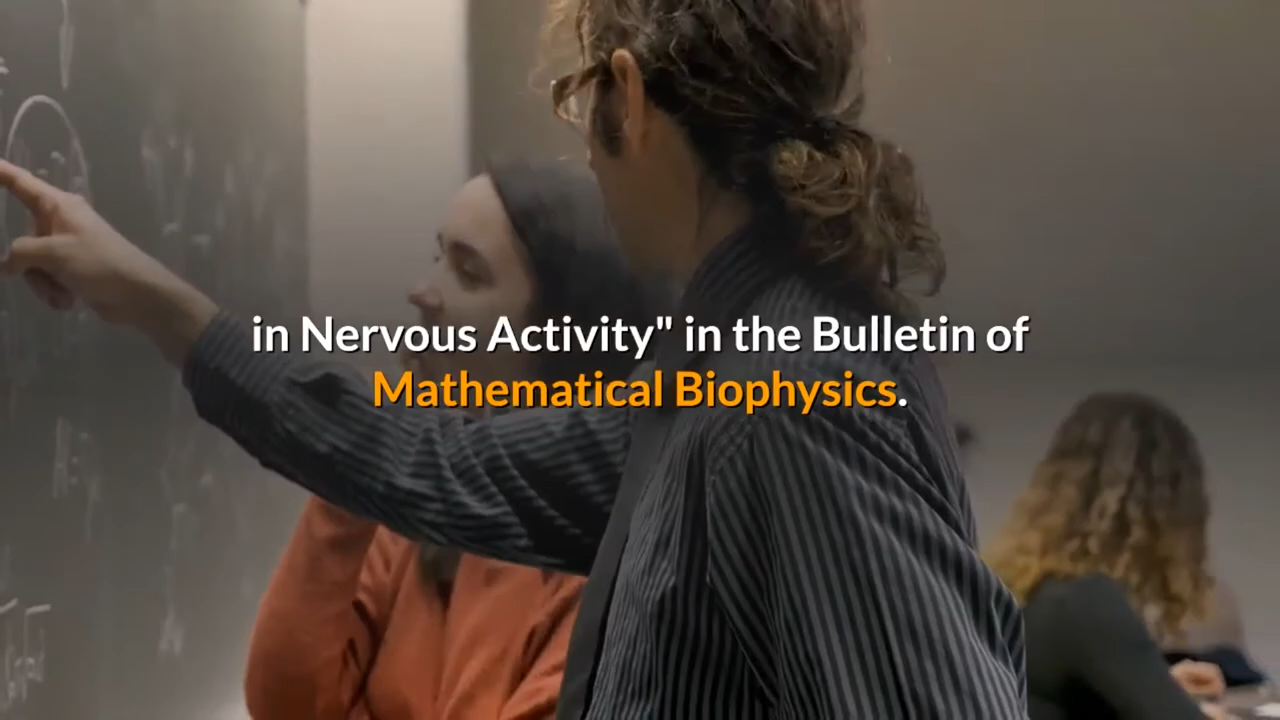 in Nervous Activity" in the Bulletin of
Mathematical Biophysics.